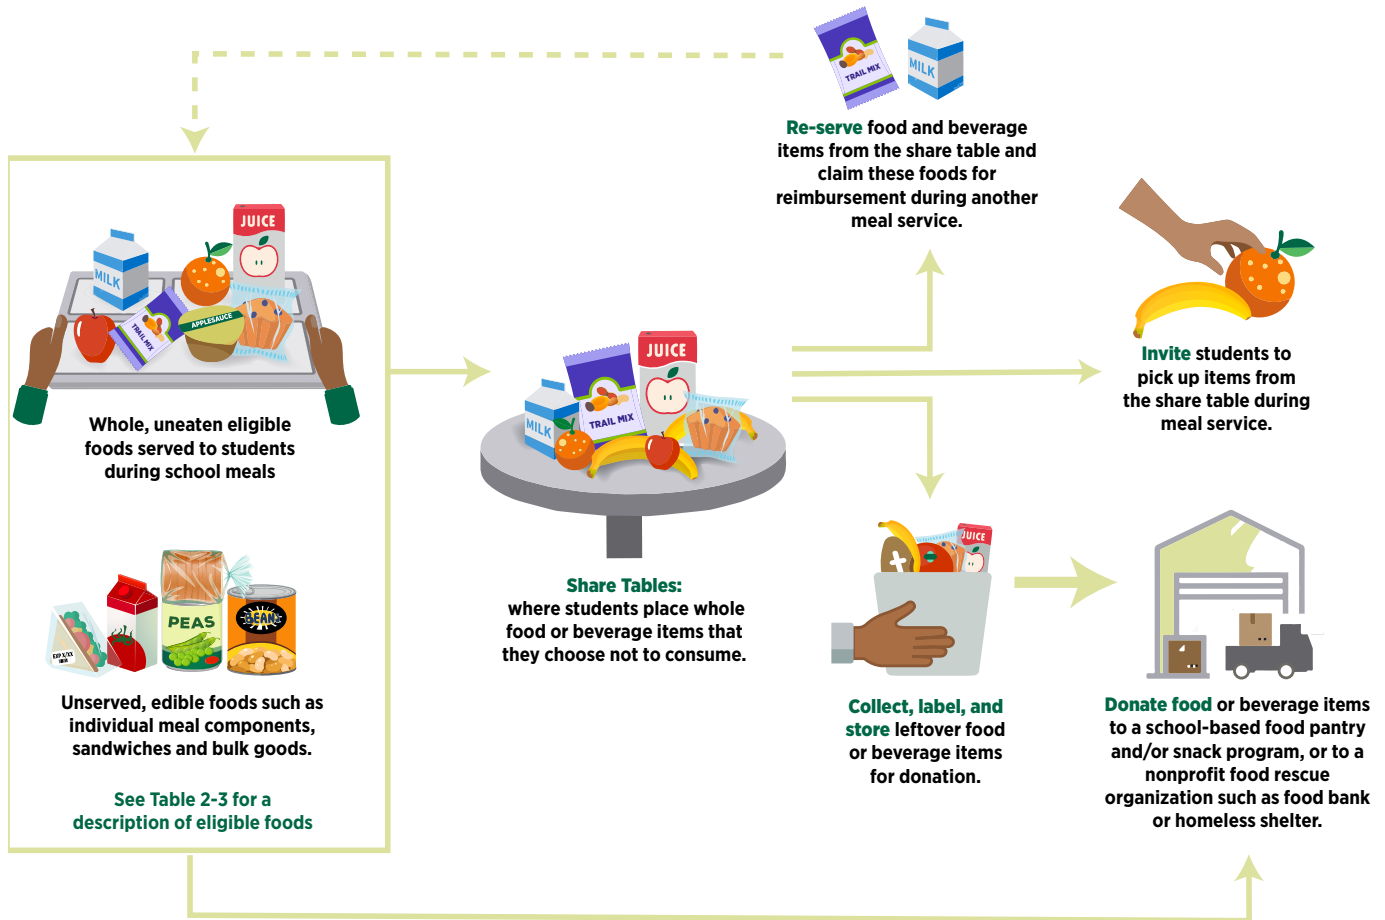 TRAIL MIX
MILK
Re-serve food and beverage
items from the share table and
claim these foods for
reimbursement during another
meal service.
JUICE
MILK
TRAIL MIX
APPLESAUCE
Whole, uneaten eligible
foods served to students
during school meals
JUICE
TRAIL MIX
MILK
Share Tables:
where students place whole
food or beverage items that
they choose not to consume.
Invite students to
pick up items from
the share table during
meal service.
PEAS
BEANS
EXP X/XX
Unserved, edible foods such as
individual meal components,
sandwiches and bulk goods.
See Table 2-3 for a
description of eligible foods
JUICE
Collect, label, and
store leftover food
or beverage items
for donation.
Donate food or beverage items
to a school-based food pantry
and/or snack program, or to a
nonprofit food rescue
organization such as food bank
or homeless shelter.